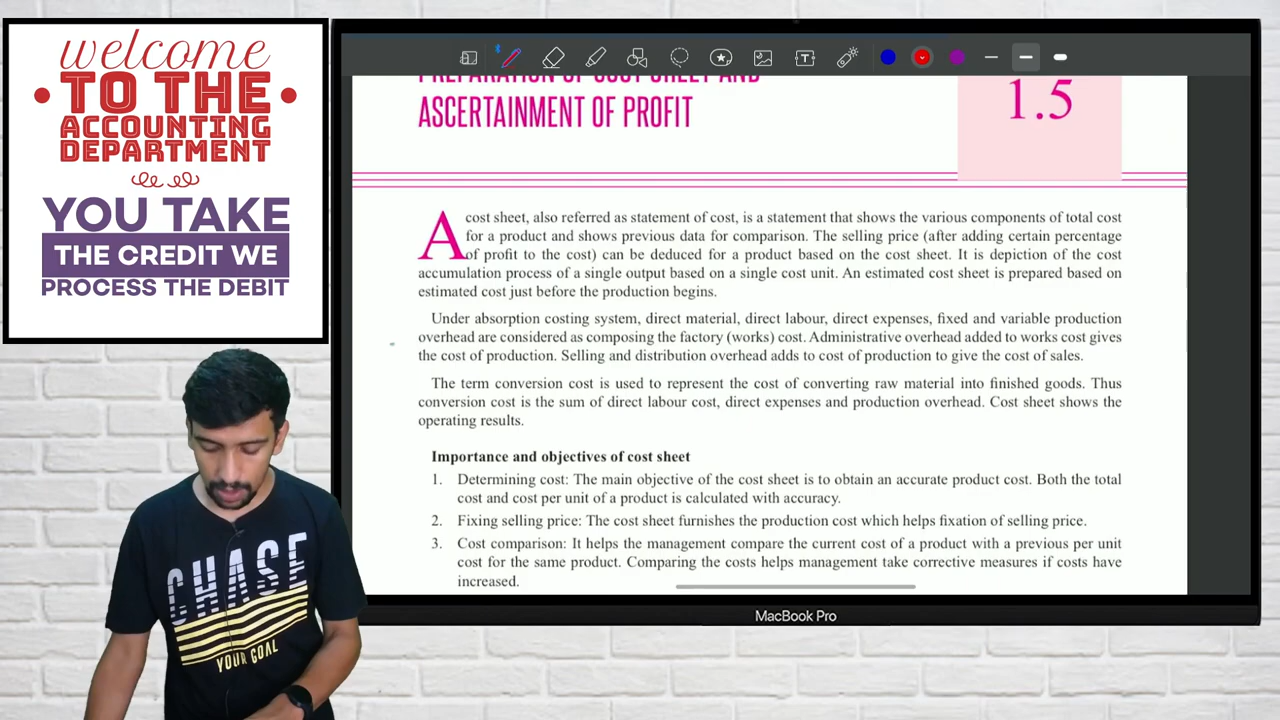 welcome
TO THE
ACCOUNTING
DEPARTMENT
YOU TAKE
THE CREDIT WE
PROCESS THE DEBIT
PREPARATION OF COST SHEET AND
ASCERTAINMENT OF PROFIT
1.5
A cost sheet, also referred as statement of cost, is a statement that shows the various components of total cost
for a product and shows previous data for comparison. The selling price (after adding certain percentage
of profit to the cost) can be deduced for a product based on the cost sheet. It is depiction of the cost
accumulation process of a single output based on a single cost unit. An estimated cost sheet is prepared based on
estimated cost just before the production begins.
Under absorption costing system, direct material, direct labour, direct expenses, fixed and variable production
overhead are considered as composing the factory (works) cost. Administrative overhead added to works cost gives
the cost of production. Selling and distribution overhead adds to cost of production to give the cost of sales.
The term conversion cost is used to represent the cost of converting raw material into finished goods. Thus
conversion cost is the sum of direct labour cost, direct expenses and production overhead. Cost sheet shows the
operating results.
Importance and objectives of cost sheet
1. Determining cost: The main objective of the cost sheet is to obtain an accurate product cost. Both the total
cost and cost per unit of a product is calculated with accuracy.
2. Fixing selling price: The cost sheet furnishes the production cost which helps fixation of selling price.
3. Cost comparison: It helps the management compare the current cost of a product with a previous per unit
cost for the same product. Comparing the costs helps management take corrective measures if costs have
increased.
MacBook Pro
CHASE
YOUR GOAL